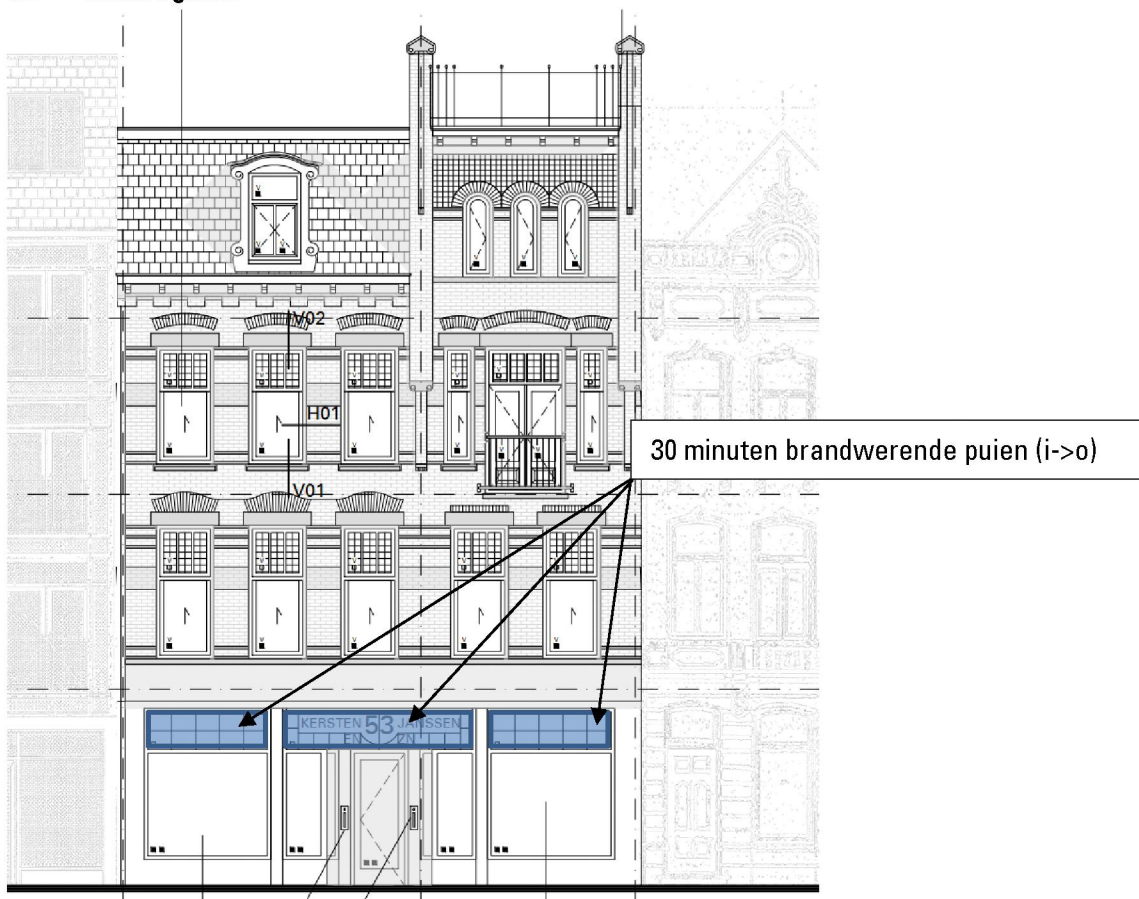 V02
H01
30 minuten brandwerende puien (i->o)
V01
KERSTEN 53 JANSSEN
EN ZN